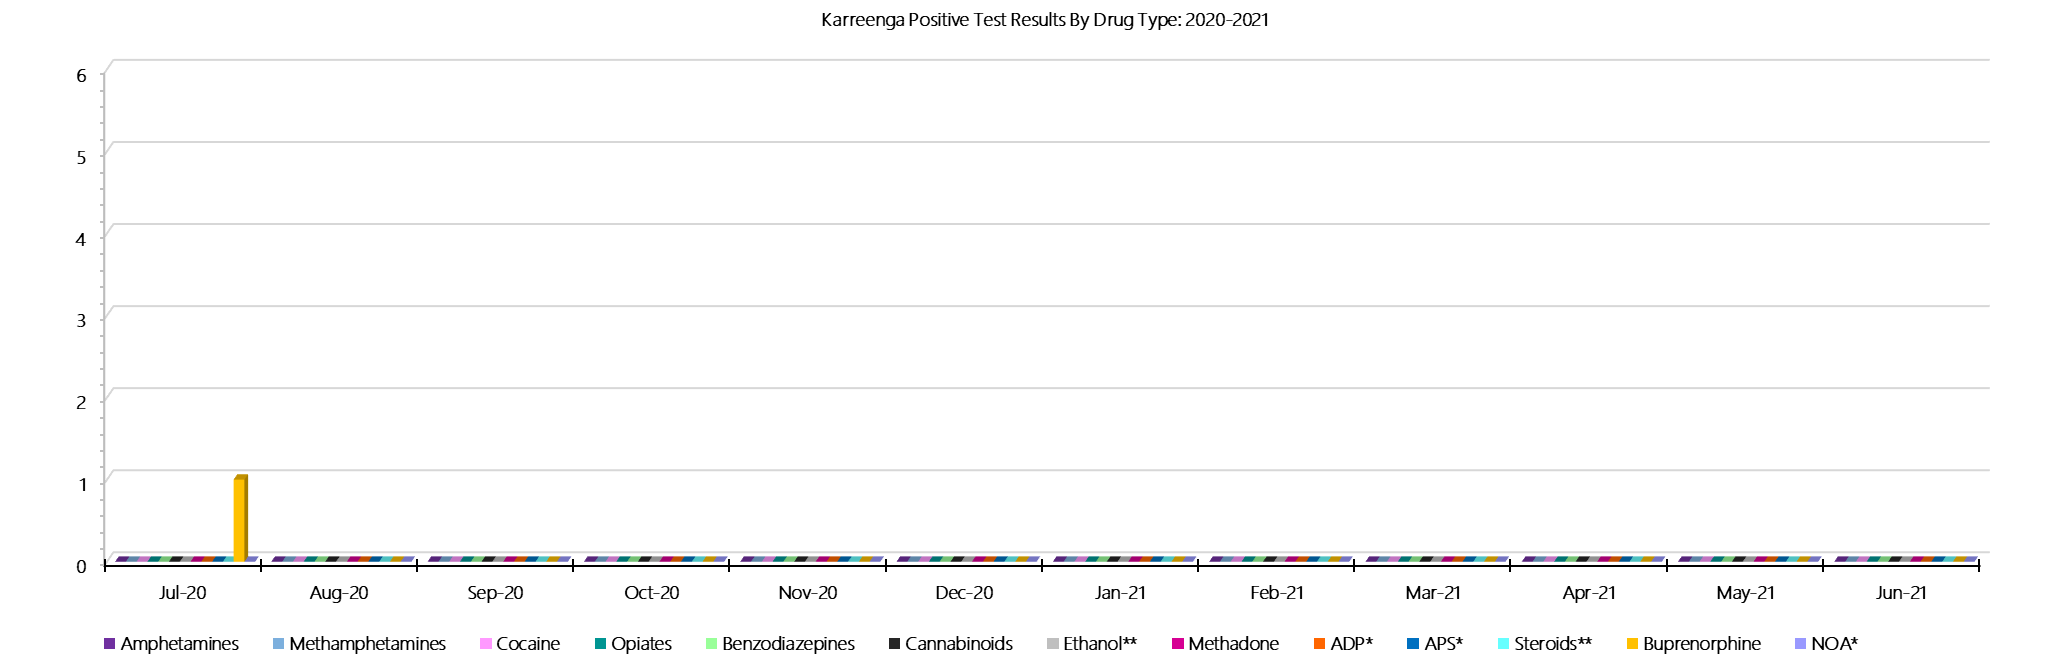 Karreenga Positive Test Results By Drug Type: 2020-2021
6
5
4
3
2
1
0
Jul-20 Aug-20 Sep-20 Oct-20 Nov-20 Dec-20 Jan-21 Feb-21 Mar-21 Apr-21 May-21 Jun-21
Amphetamines Methamphetamines Cocaine Opiates Benzodiazepines Cannabinoids Ethanol** Methadone ADP* APS* Steroids** Buprenorphine NOA*